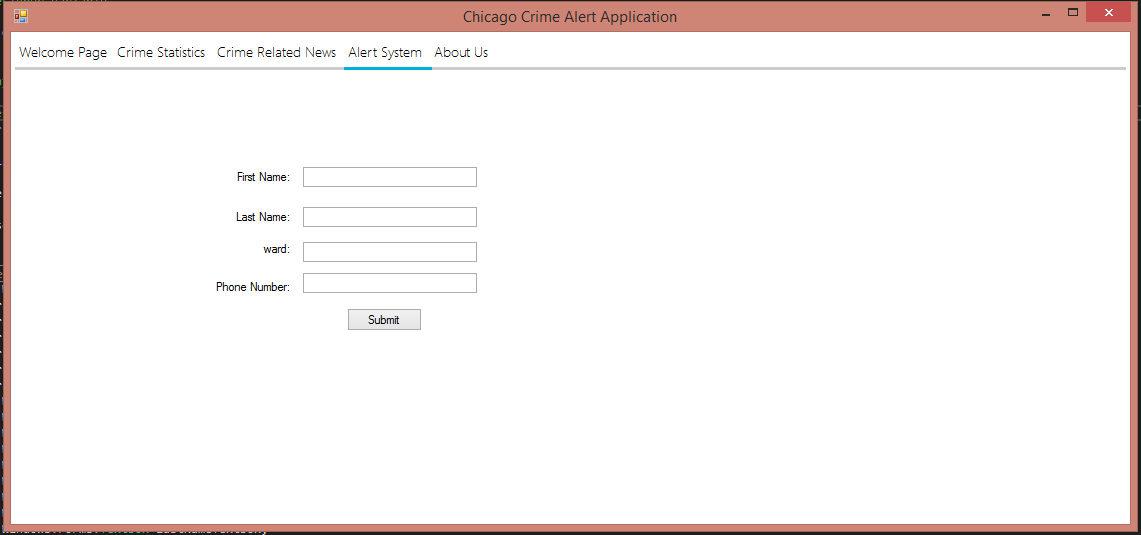 Chicago Crime Alert Application
Welcome Page Crime Statistics Crime Related News Alert System About Us
First Name:
Last Name:
ward:
Phone Number:
Submit